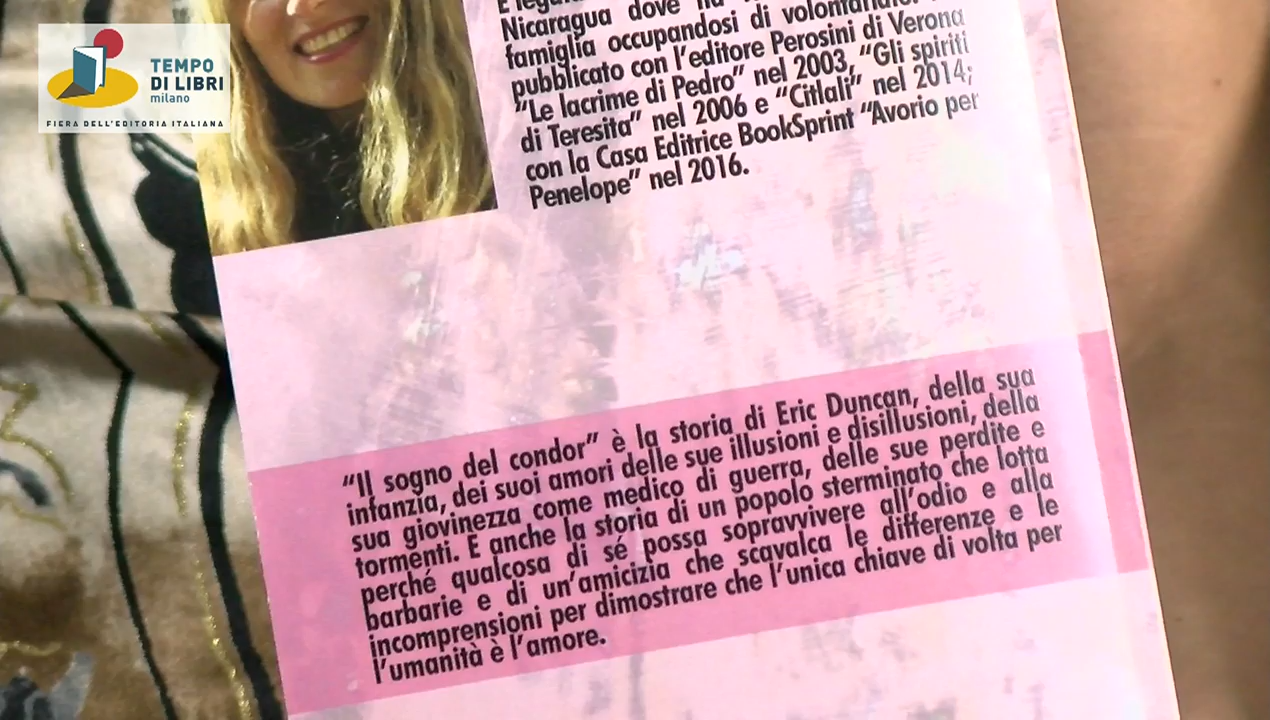 TEMPO
DI LIBRI
milano
FIERA DELL'EDITORIA ITALIANA
Nicaragua dove
famiglia occupandosi di
pubblicato con l'editore Perosini di Verona
"Le lacrime di Pedro" nel 2003, "Gli spiriti
di Teresita" nel 2006 e "Citlali" nel 2014;
con la Casa Editrice BookSprint "Avorio per
Penelope" nel 2016.
"Il sogno del condor" è la storia di Eric Duncan, della sua
infanzia, dei suoi amori delle sue illusioni e disillusioni, della
sua giovinezza come medico di guerra, delle sue perdite e
tormenti. E anche la storia di un popolo sterminato che lotta
perché qualcosa di sé possa sopravvivere all'odio e alla
barbarie e di un'amicizia che scavalca le differenze e le
incomprensioni per dimostrare che l'unica chiave di volta per
l'umanità è l'amore.